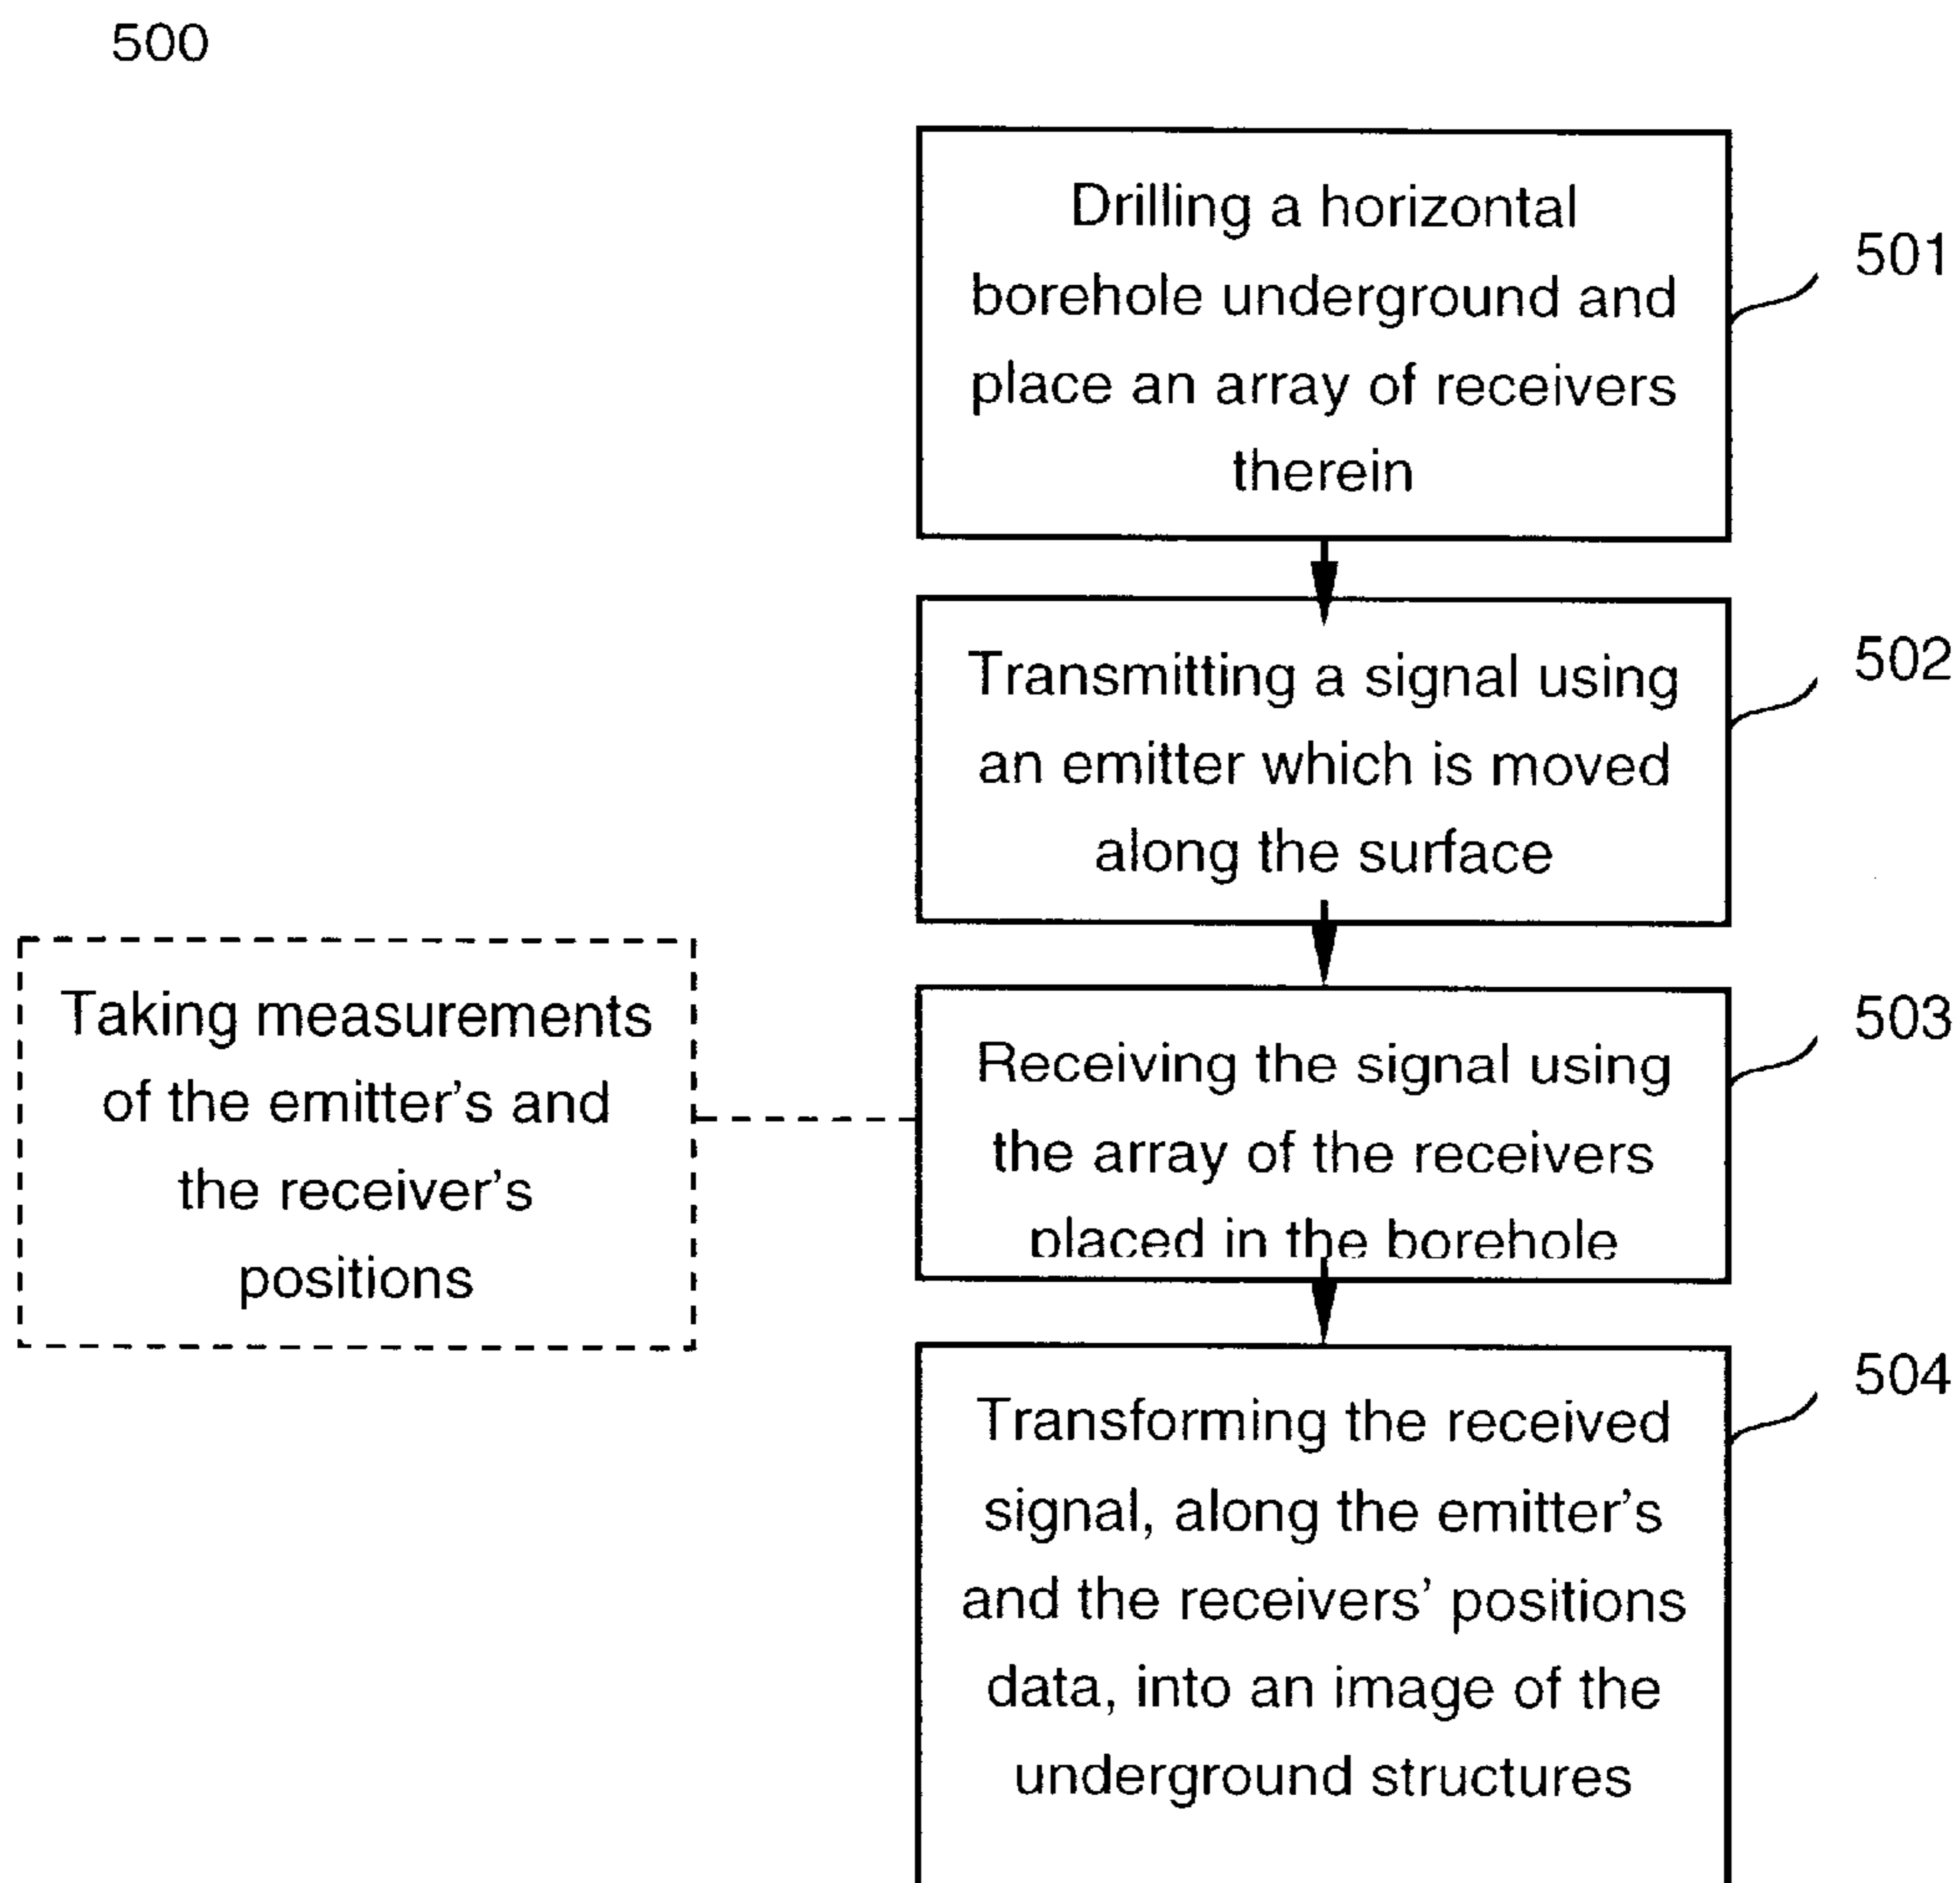 500
Drilling a horizontal
borehole underground and
place an array of receivers
therein
501
Transmitting a signal using
an emitter which is moved
along the surface
502
Taking measurements
of the emitter's and
the receiver's
positions
Receiving the signal using
the array of the receivers
placed in the borehole
503
Transforming the received
signal, along the emitter's
and the receivers' positions
data, into an image of the
underground structures
504